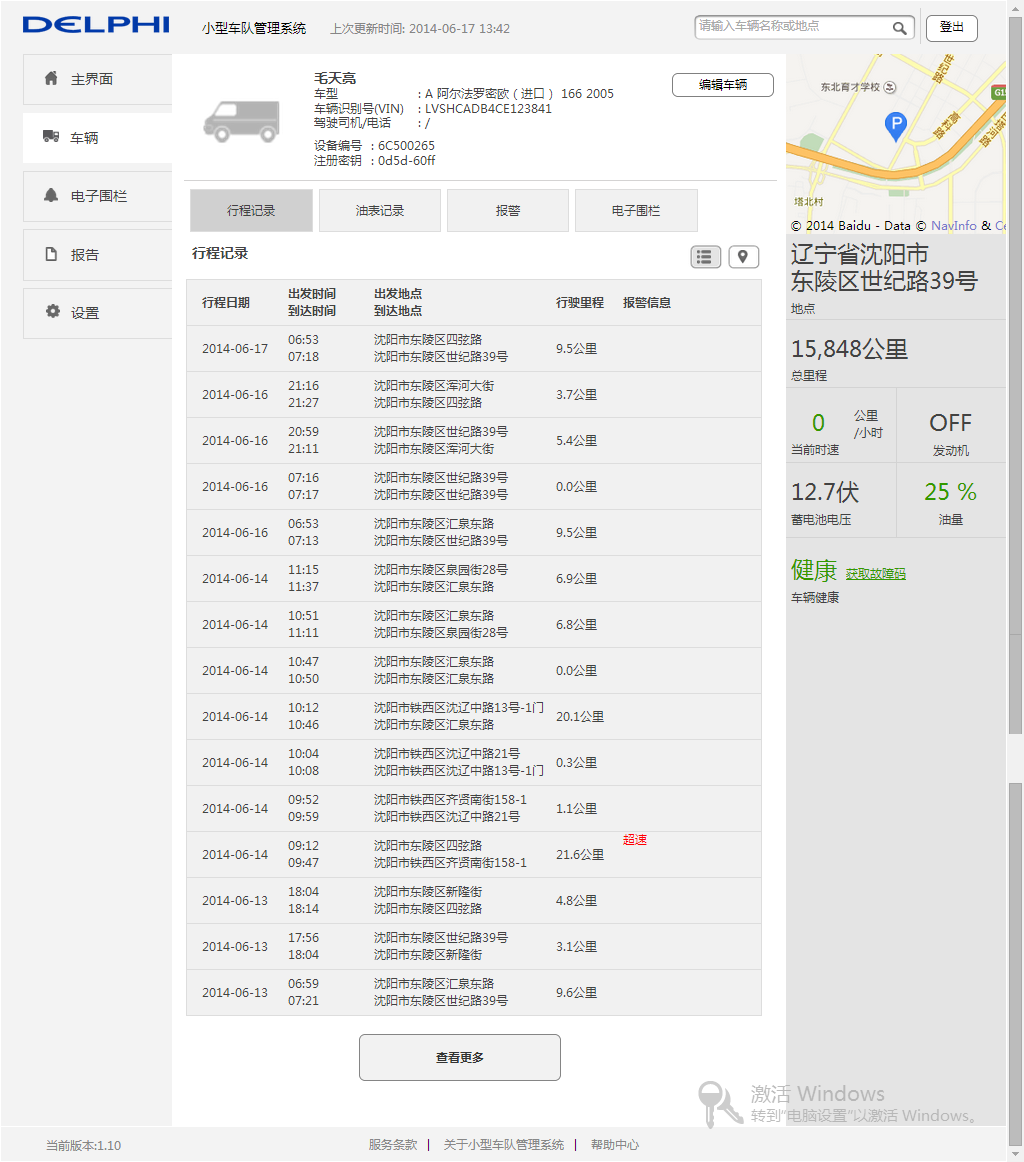 DELPHI
小型车队管理系统
上次更新时间: 2014-06-17 13:42
请输入车辆名称或地点
登出
主界面
车辆
电子围栏
报告
设置
毛天亮
车型 : A 阿尔法罗密欧 ( 进口 ) 166 2005
车辆识别号(VIN) : LVSHCADB4CE123841
驾驶司机/电话 : /
设备编号 : 6C500265
注册密钥 : 0d5d-60ff
编辑车辆
行程记录
油表记录
报警
电子围栏
行程记录
行程日期
出发时间
到达时间
出发地点
到达地点
行驶里程
报警信息
2014-06-17
06:53
07:18
沈阳市东陵区四弦路
沈阳市东陵区世纪路39号
9.5公里
2014-06-16
21:16
21:27
沈阳市东陵区浑河大街
沈阳市东陵区四弦路
3.7公里
2014-06-16
20:59
21:11
沈阳市东陵区世纪路39号
沈阳市东陵区浑河大街
5.4公里
2014-06-16
07:16
07:17
沈阳市东陵区世纪路39号
沈阳市东陵区世纪路39号
0.0公里
2014-06-16
06:53
07:13
沈阳市东陵区汇泉东路
沈阳市东陵区世纪路39号
9.5公里
2014-06-14
11:15
11:37
沈阳市东陵区泉园街28号
沈阳市东陵区汇泉东路
6.9公里
2014-06-14
10:51
11:11
沈阳市东陵区汇泉东路
沈阳市东陵区泉园街28号
6.8公里
2014-06-14
10:47
10:50
沈阳市东陵区汇泉东路
沈阳市东陵区汇泉东路
0.0公里
2014-06-14
10:12
10:46
沈阳市铁西区沈辽中路13号-1门
沈阳市东陵区汇泉东路
20.1公里
2014-06-14
10:04
10:08
沈阳市铁西区沈辽中路21号
沈阳市铁西区沈辽中路13号-1门
0.3公里
2014-06-14
09:52
09:59
沈阳市铁西区齐贤南街158-1
沈阳市铁西区沈辽中路21号
1.1公里
2014-06-14
09:12
09:47
沈阳市东陵区四弦路
沈阳市铁西区齐贤南街158-1
21.6公里
超速
2014-06-13
18:04
18:14
沈阳市东陵区新隆街
沈阳市东陵区四弦路
4.8公里
2014-06-13
17:56
18:04
沈阳市东陵区世纪路39号
沈阳市东陵区新隆街
3.1公里
2014-06-13
06:59
07:21
沈阳市东陵区汇泉东路
沈阳市东陵区世纪路39号
9.6公里
查看更多
东北育才学校
文
世纪路
G15
P
高科路
塔北村
© 2014 Baidu - Data © NavInfo & Ce
辽宁省沈阳市
东陵区世纪路39号
地点
15,848公里
总里程
0
公里
/小时
当前时速
OFF
发动机
12.7伏
蓄电池电压
25 %
油量
健康
获取故障码
车辆健康
激活 Windows
转到"电脑设置"以激活 Windows。
当前版本:1.10
服务条款 | 关于小型车队管理系统 | 帮助中心